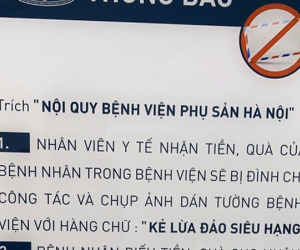 THÔNG BÁO
Trích "NỘI QUY BỆNH VIỆN PHỤ SẢN HÀ NỘI"
1. NHÂN VIÊN Y TẾ NHẬN TIỀN, QUÀ CỦA
BỆNH NHÂN TRONG BỆNH VIỆN SẼ BỊ ĐÌNH CH
CÔNG TÁC VÀ CHỤP ẢNH DÁN TƯỜNG BỆNH
VIỆN VỚI HÀNG CHỮ : "KẺ LỪA ĐẢO SIÊU HẠNG